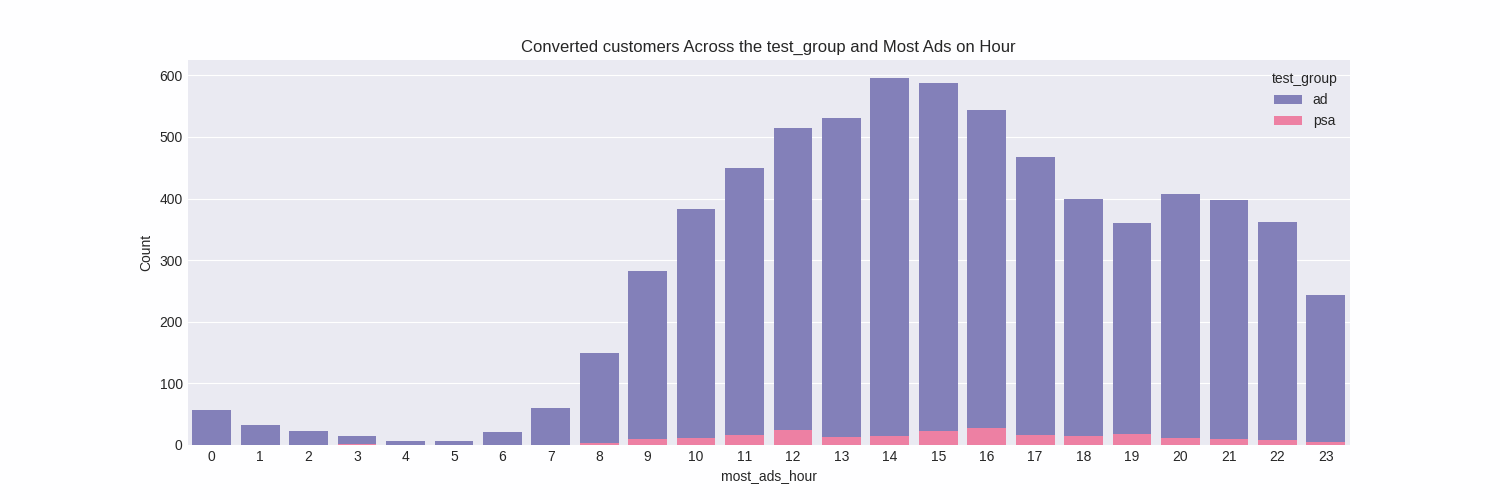 Converted customers Across the test_group and Most Ads on Hour
test_group
ad
psa
Count
600
500
400
300
200
100
0
0 1 2 3 4 5 6 7 8 9 10 11 12 13 14 15 16 17 18 19 20 21 22 23
most_ads_hour